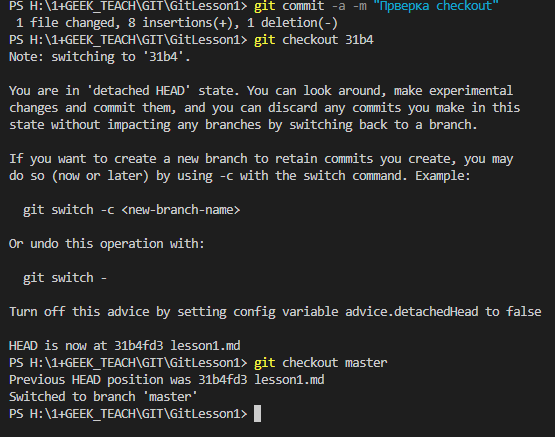 PS H:\1+GEEK_TEACH\GIT\GitLesson1> git commit -a -m "Прверка checkout"
1 file changed, 8 insertions(+), 1 deletion(-)
PS H:\1+GEEK_TEACH\GIT\GitLesson1> git checkout 31b4
Note: switching to '31b4'.
You are in 'detached HEAD' state. You can look around, make experimental
changes and commit them, and you can discard any commits you make in this
state without impacting any branches by switching back to a branch.
If you want to create a new branch to retain commits you create, you may
do so (now or later) by using -c with the switch command. Example:
git switch -c <new-branch-name>
Or undo this operation with:
git switch -
Turn off this advice by setting config variable advice.detachedHead to false
HEAD is now at 31b4fd3 lesson1.md
PS H:\1+GEEK_TEACH\GIT\GitLesson1> git checkout master
Previous HEAD position was 31b4fd3 lesson1.md
Switched to branch 'master'
PS H:\1+GEEK_TEACH\GIT\GitLesson1>